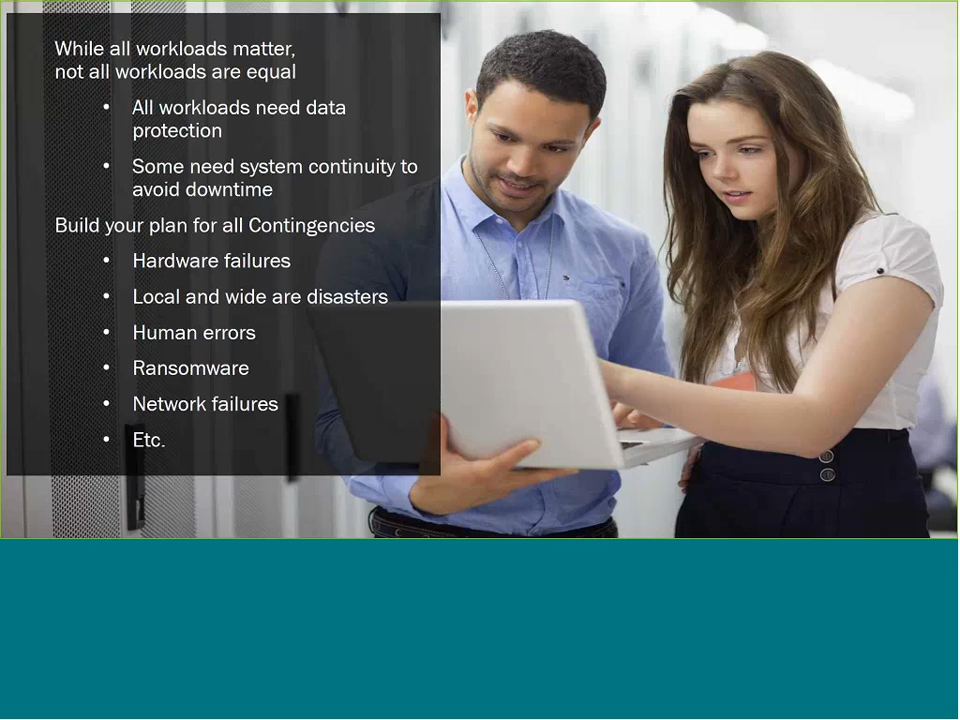 While all workloads matter,
not all workloads are equal
• All workloads need data
protection
• Some need system continuity to
avoid downtime
Build your plan for all Contingencies
• Hardware failures
• Local and wide are disasters
• Human errors
• Ransomware
• Network failures
• Etc.